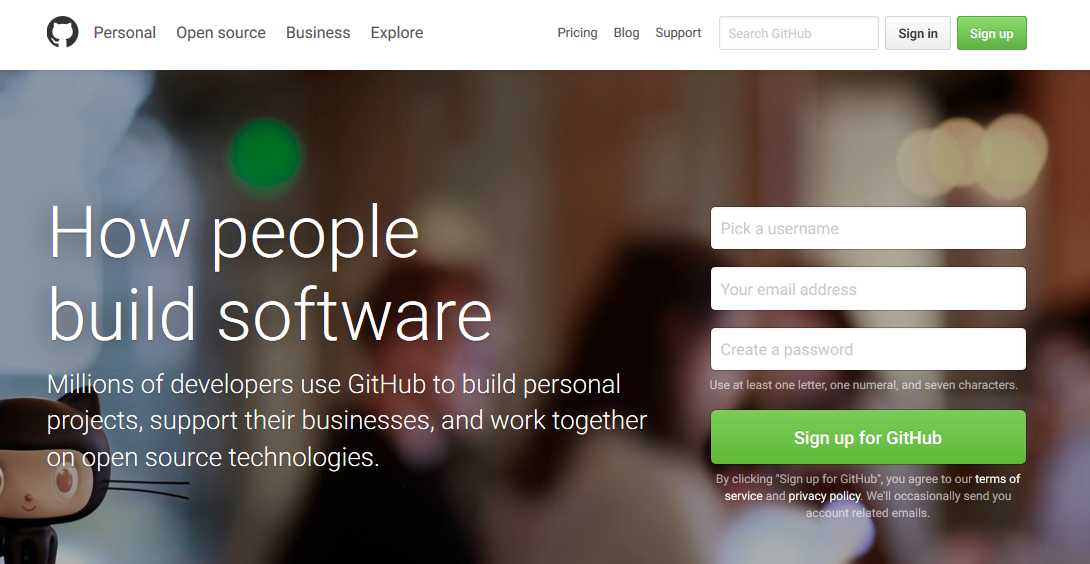 Personal Open source Business Explore Pricing Blog Support Search GitHub Sign in Sign up
How people
build software
Millions of developers use GitHub to build personal
projects, support their businesses, and work together
on open source technologies.
Pick a username
Your email address
Create a password
Use at least one letter, one numeral, and seven characters.
Sign up for GitHub
By clicking "Sign up for GitHub", you agree to our terms of
service and privacy policy. We'll occasionally send you
account related emails.